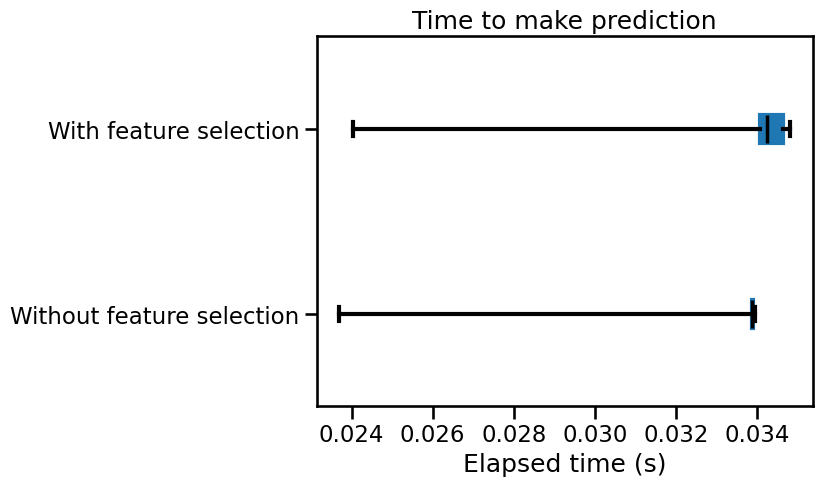 Time to make prediction
With feature selection
Without feature selection
0.024 0.026 0.028 0.030 0.032 0.034
Elapsed time (s)